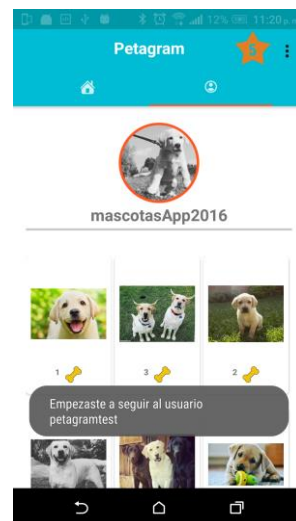 12% 11:20 p. m.
Petagram
5
mascotasApp2016
1
3
2
Empezaste a seguir al usuario
petagramtest